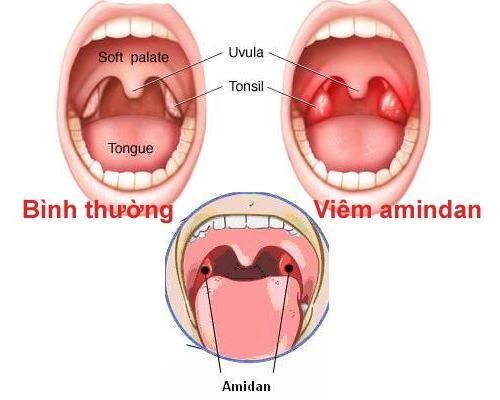 Soft palate
Uvula
Tonsil
Tongue
Bình thường
Viêm amindan
Amidan